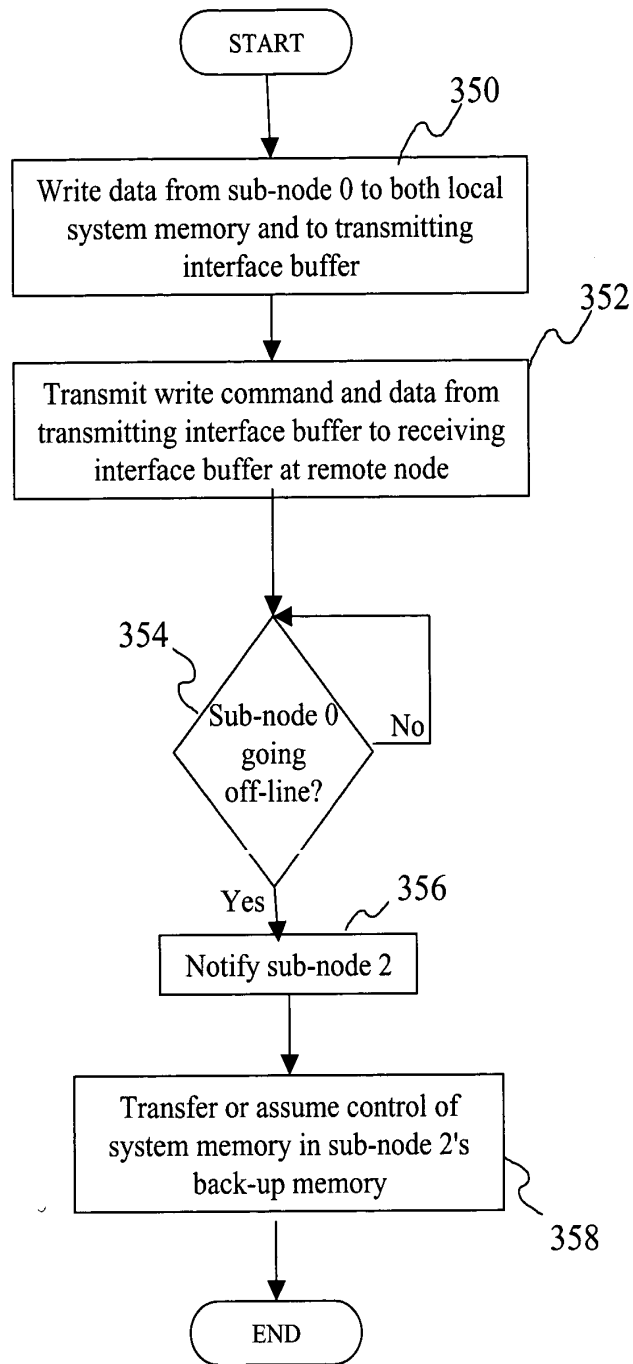 START
350
Write data from sub-node 0 to both local
system memory and to transmitting
interface buffer
352
Transmit write command and data from
transmitting interface buffer to receiving
interface buffer at remote node
354
Sub-node 0
going
off-line?
No
Yes
356
Notify sub-node 2
Transfer or assume control of
system memory in sub-node 2's
back-up memory
358
END